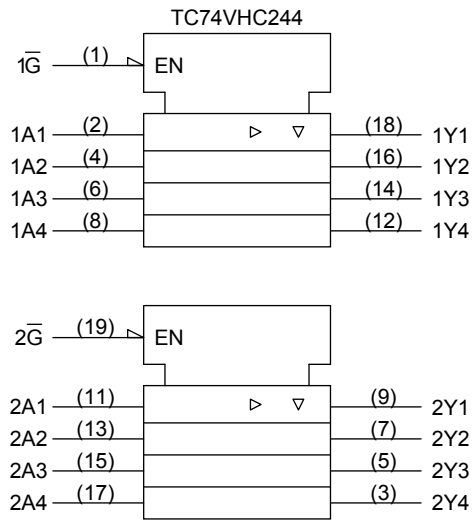 TC74VHC244
1G̅ (1) EN
1A1 (2) (18) 1Y1
1A2 (4) (16) 1Y2
1A3 (6) (14) 1Y3
1A4 (8) (12) 1Y4
2G̅ (19) EN
2A1 (11) (9) 2Y1
2A2 (13) (7) 2Y2
2A3 (15) (5) 2Y3
2A4 (17) (3) 2Y4